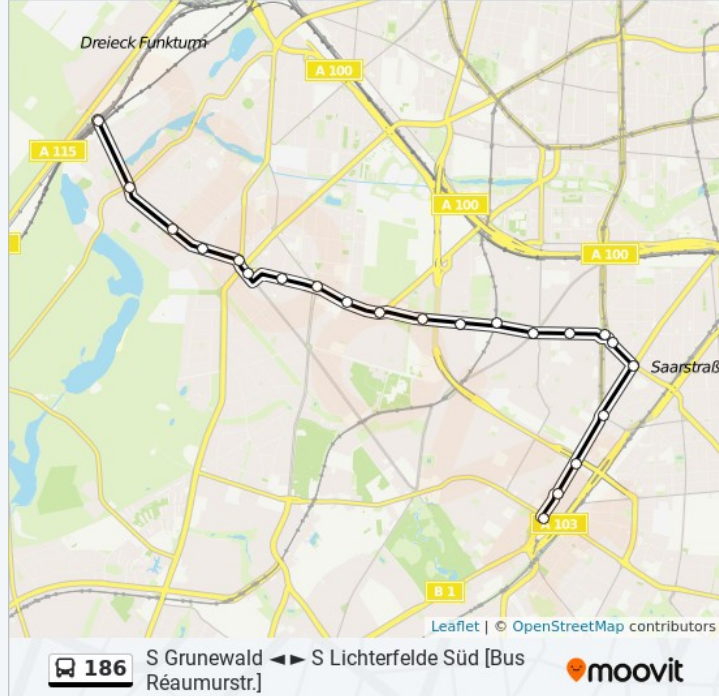 Dreieck Funkturm
A 100
A 115
A 100
A 100
Saarstraß
A 103
B 1
Leaflet | © OpenStreetMap contributors
186
S Grunewald ◄► S Lichterfelde Süd [Bus
Réaumurstr.]
moovit